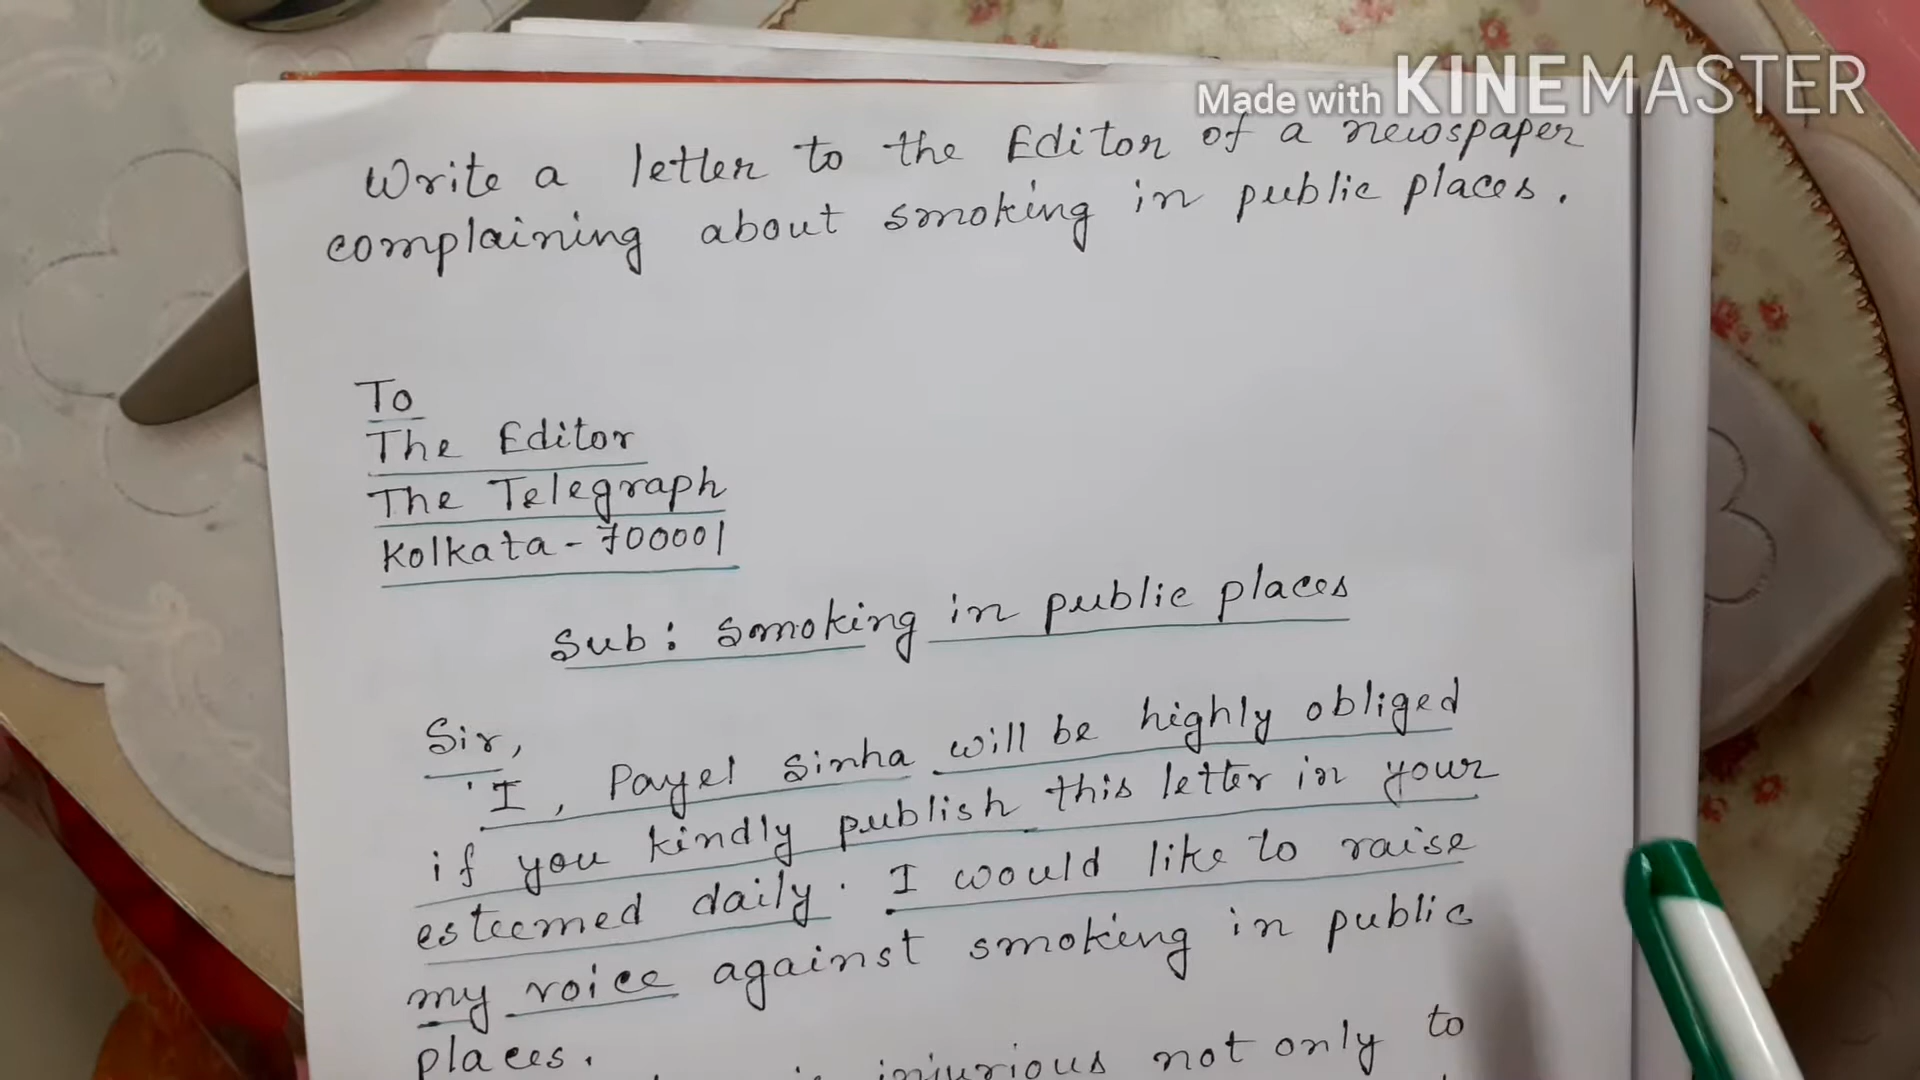 Made with KINEMASTER
Write a letter to the Editor of a newspaper
complaining about smoking in public places.
To
The Editor
The Telegraph
Kolkata - 700001
Sub: Smoking in public places
Sir,
I, Payel Sinha will be highly obliged
if you kindly publish this letter in your
esteemed daily. I would like to raise
my voice against smoking in public
places.
injurious not only to